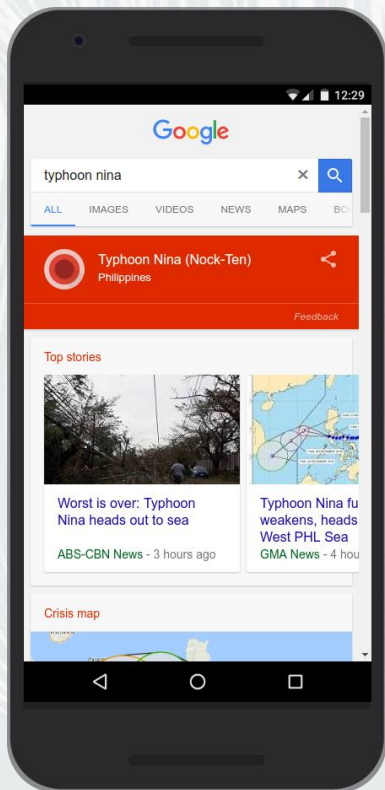 12:29
Google
typhoon nina
ALL IMAGES VIDEOS NEWS MAPS
Typhoon Nina (Nock-Ten)
Philippines
Feedback
Top stories
Worst is over: Typhoon
Nina heads out to sea
ABS-CBN News - 3 hours ago
Typhoon Nina fu
weakens, heads
West PHL Sea
GMA News - 4 hou
Crisis map